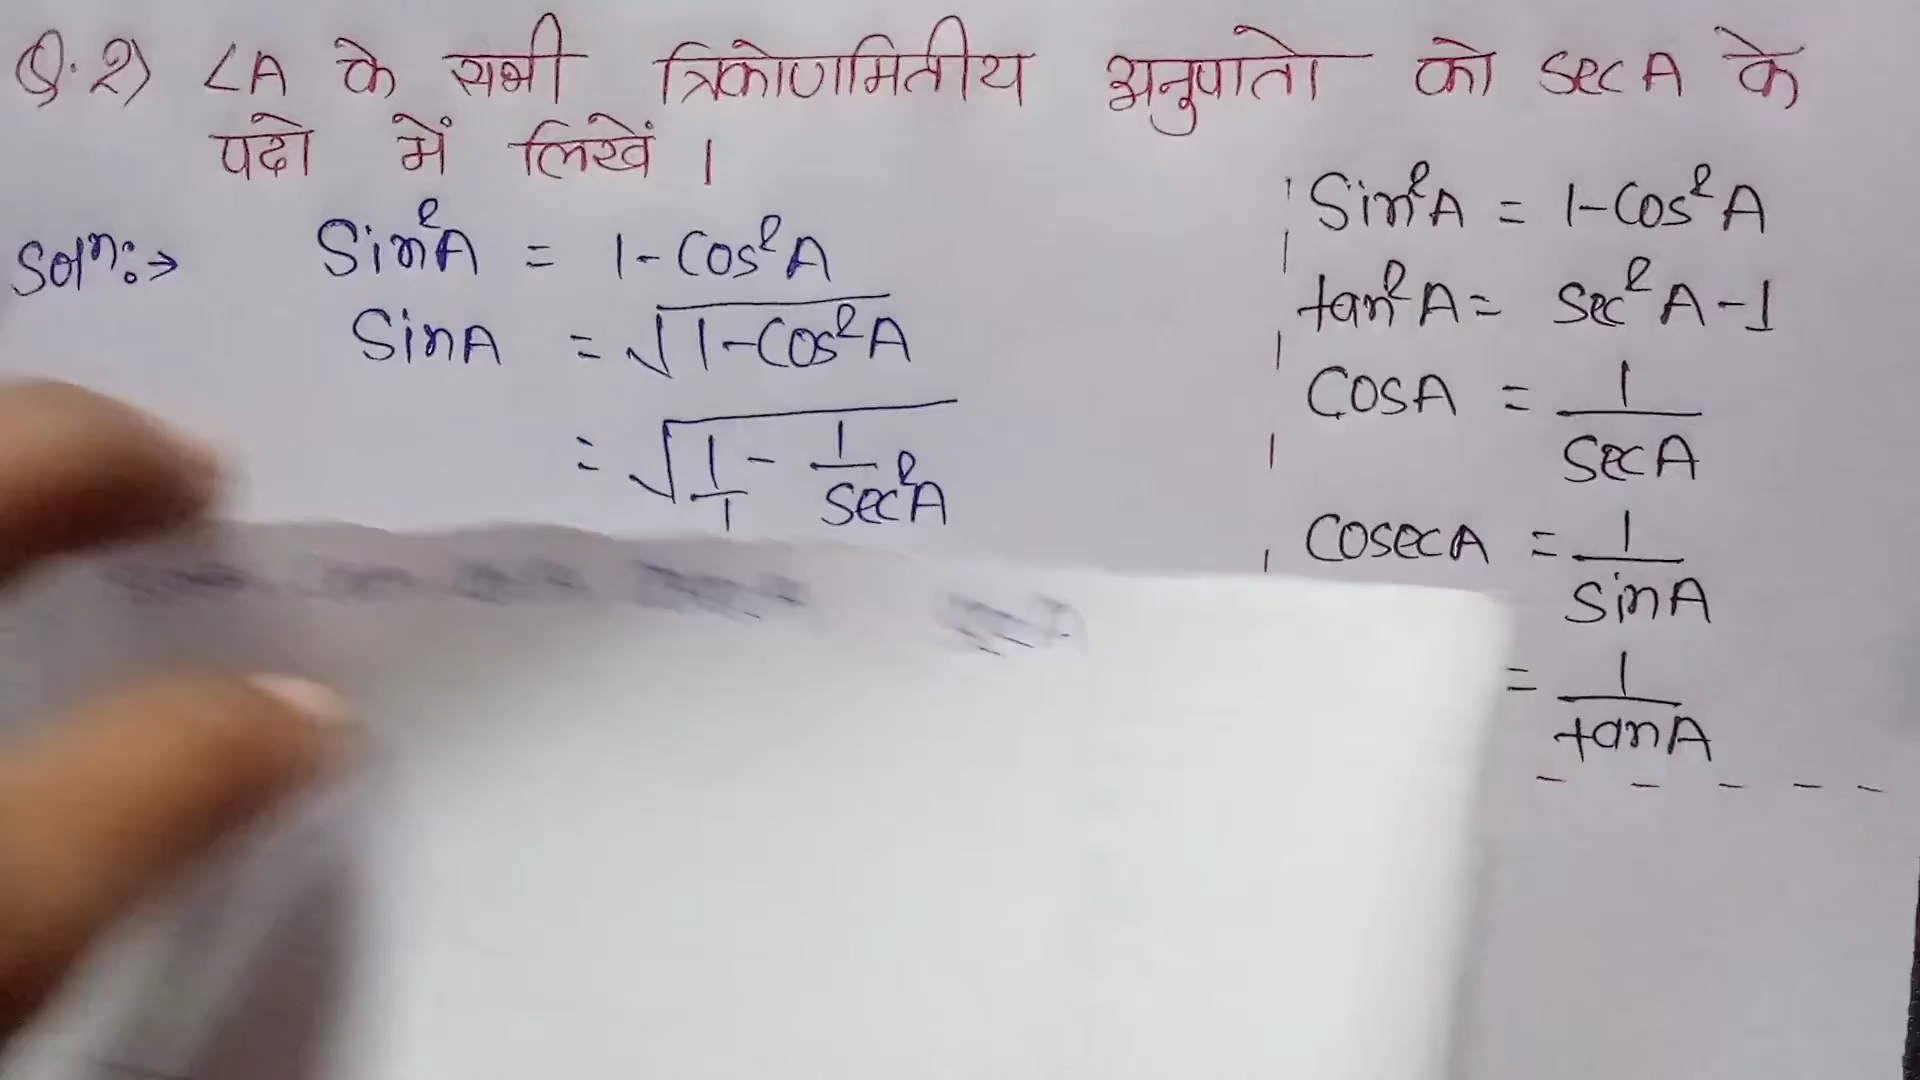 Q.2) ∠A के सभी त्रिकोणमितीय अनुपातो को secA के
पदो में लिखें ।
Soln:→ Sin²A = 1-Cos²A
SinA = √1-Cos²A
= √1/1 - 1/sec²A
Sin²A = 1-Cos²A
tan²A = sec²A-1
COSA = 1/secA
COSECA = 1/sinA
= 1/tanA